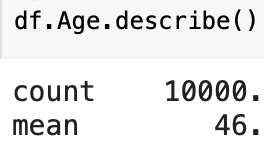 df.Age.describe()
count 10000.
mean 46.